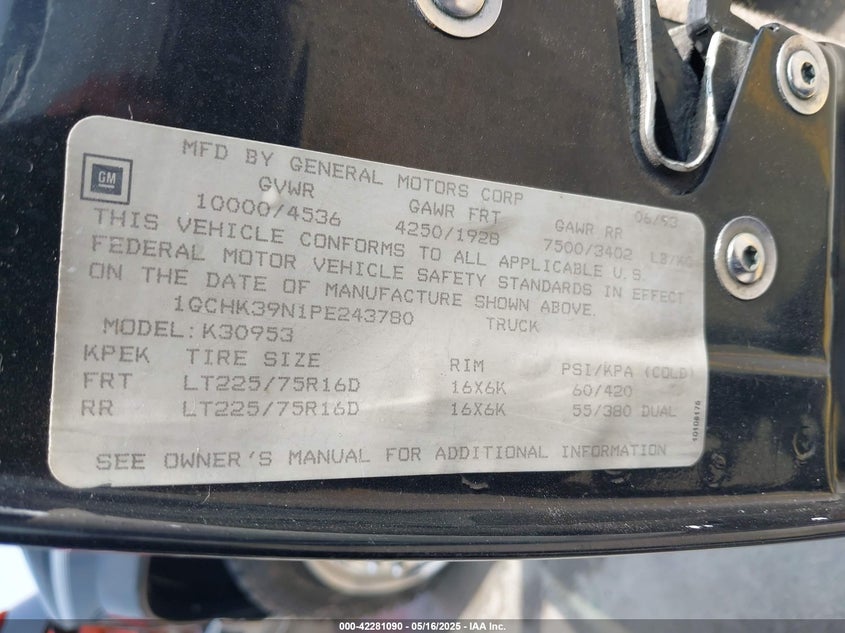 GM
MFD BY GENERAL MOTORS CORP 06/93
GVWR GAWR FRT GAWR RR
10000/4536 4250/1928 7500/3402 LB/KG
THIS VEHICLE CONFORMS TO ALL APPLICABLE U.S.
FEDERAL MOTOR VEHICLE SAFETY STANDARDS IN EFFECT
ON THE DATE OF MANUFACTURE SHOWN ABOVE.
1GCHK39N1PE243780 TRUCK
MODEL: K30953
KPEK TIRE SIZE RIM PSI/KPA (COLD)
FRT LT225/75R16D 16X6K 60/420
RR LT225/75R16D 16X6K 55/380 DUAL
SEE OWNER'S MANUAL FOR ADDITIONAL INFORMATION
000-42281090 - 05/16/2025 - IAA Inc.